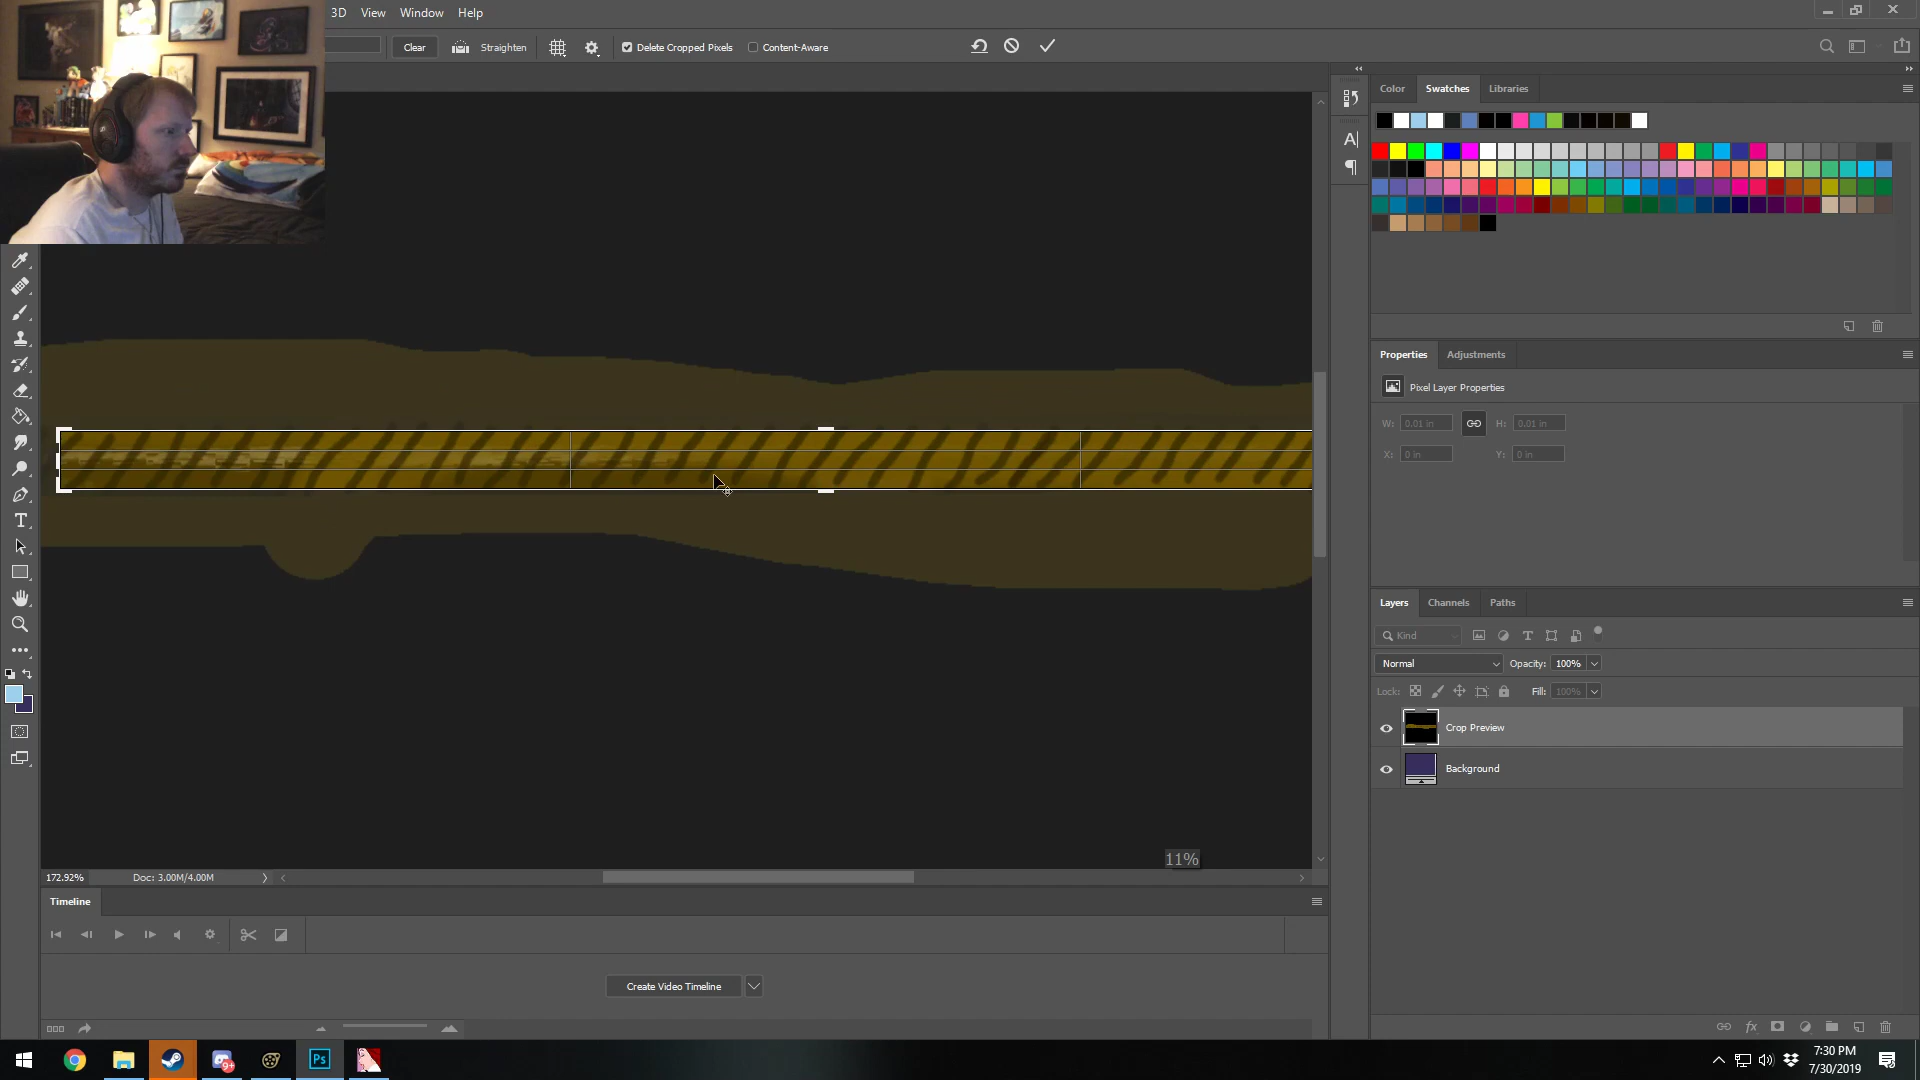 3D View Window Help
Clear Straighten Delete Cropped Pixels Content-Aware
Color Swatches Libraries
Properties Adjustments
Pixel Layer Properties
W: 0.01 in H: 0.01 in
X: 0 in Y: 0 in
Layers Channels Paths
Kind
Normal Opacity: 100%
Lock: Fill: 100%
Crop Preview
Background
11%
172.92% Doc: 3.00M/4.00M
Timeline
Create Video Timeline
9+
Ps
7:30 PM
7/30/2019